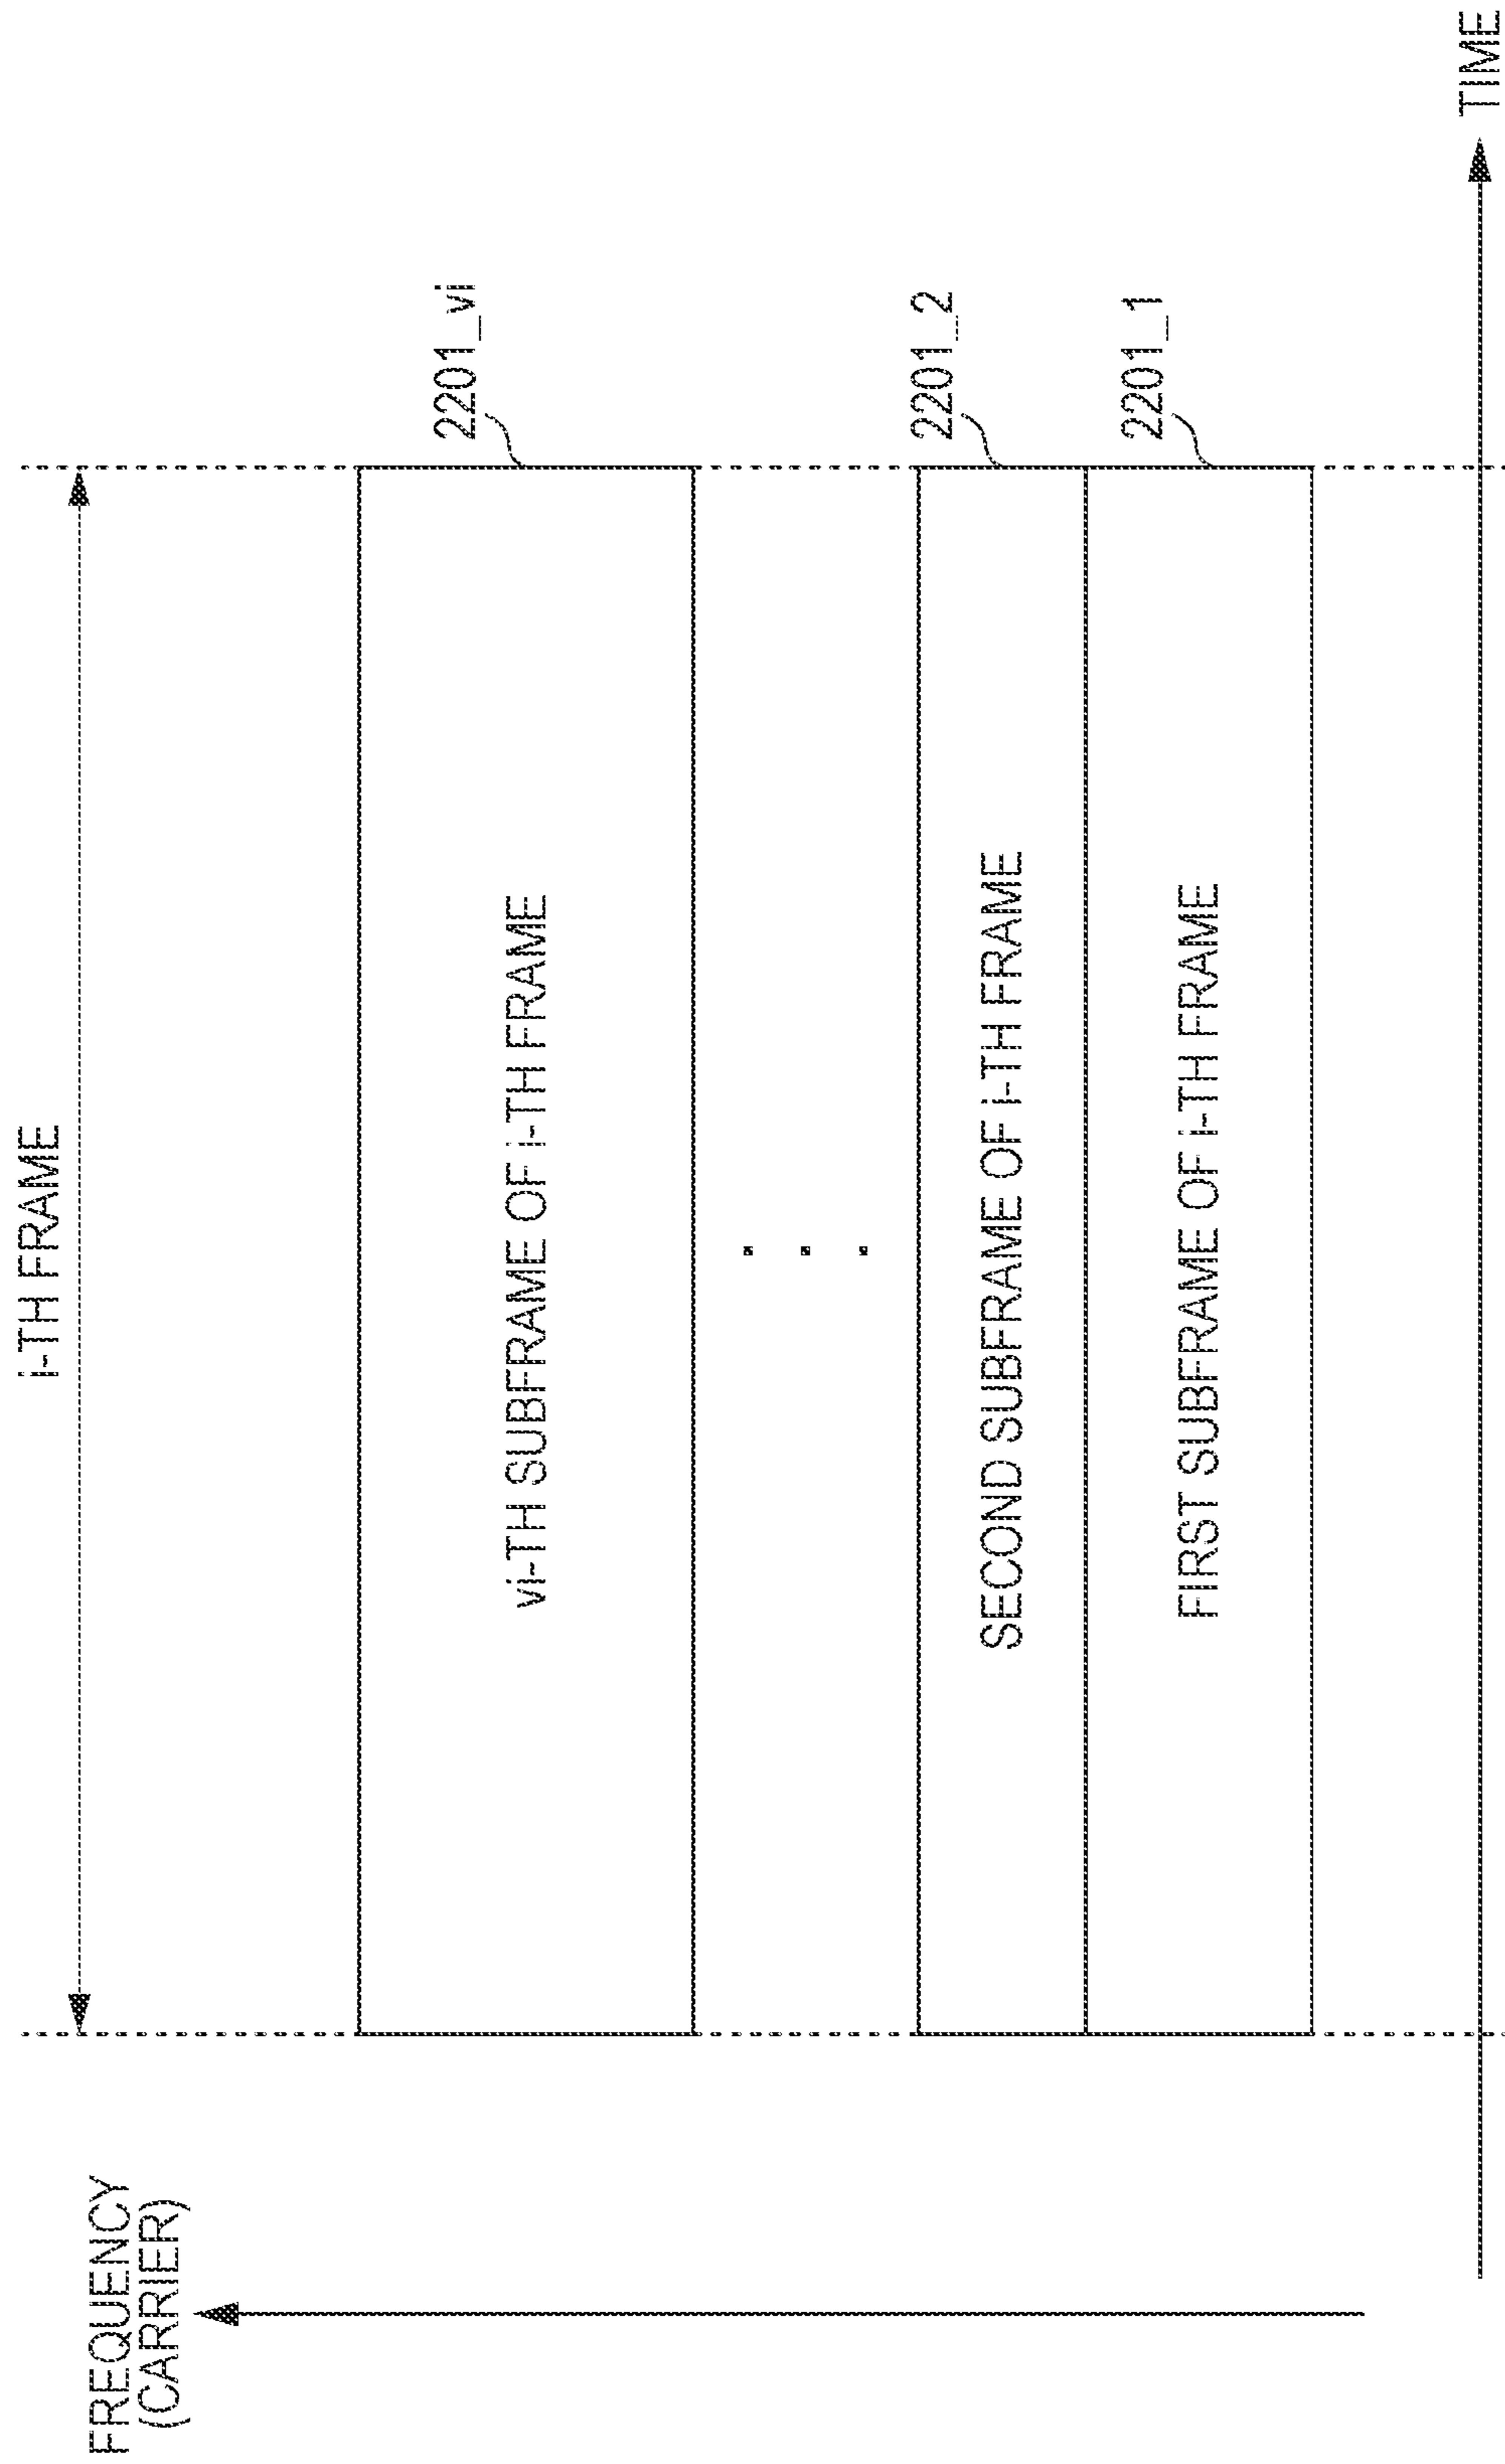 i-TH FRAME
FREQUENCY
(CARRIER)
2201_vi
vi-TH SUBFRAME OF i-TH FRAME
2201_2
SECOND SUBFRAME OF i-TH FRAME
2201_1
FIRST SUBFRAME OF i-TH FRAME
TIME